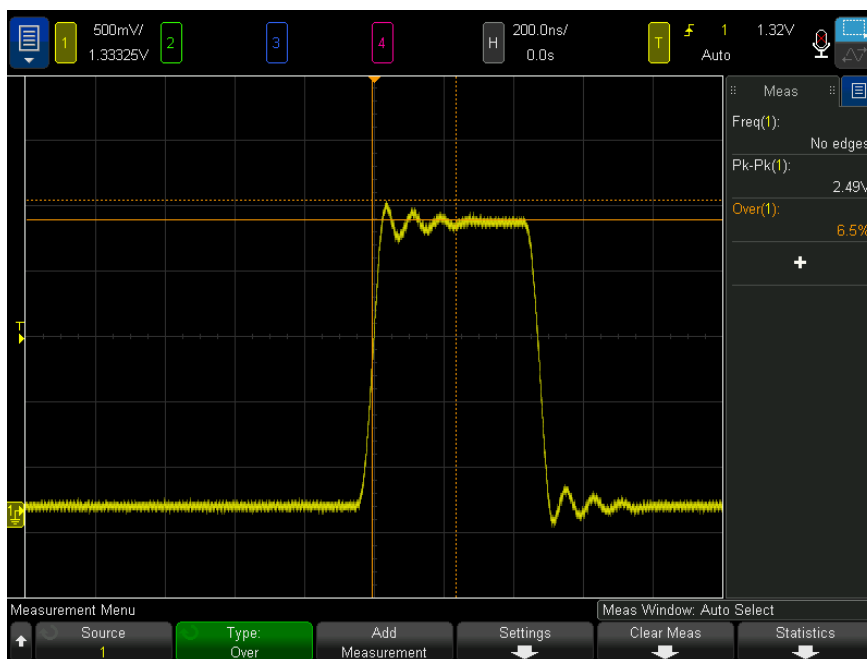 1 500mV/ 2 3 4 H 200.0ns/ T 1 1.32V
1.33325V 0.0s Auto
Meas
Freq(1):
No edges
Pk-Pk(1):
2.49V
Over(1):
6.5%
+
T
1
Measurement Menu
Meas Window: Auto Select
Source
1
Type:
Over
Add
Measurement
Settings
Clear Meas
Statistics